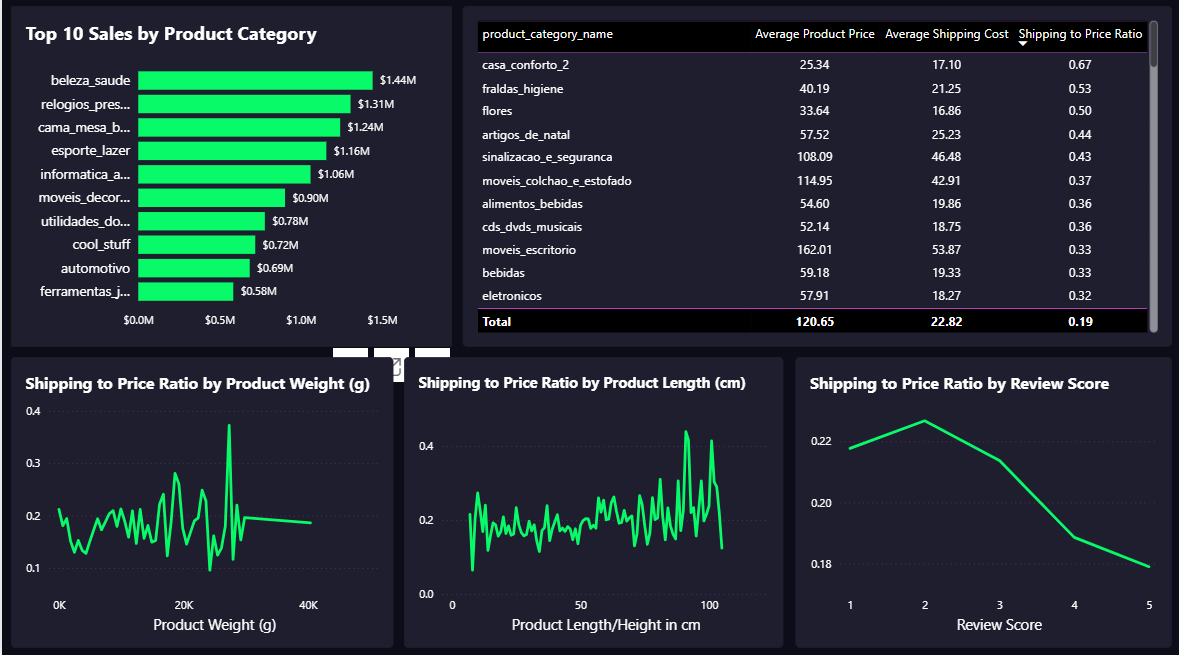 Top 10 Sales by Product Category
beleza_saude $1.44M
relogios_pres... $1.31M
cama_mesa_b... $1.24M
esporte_lazer $1.16M
informatica_a... $1.06M
moveis_decor... $0.90M
utilidades_do... $0.78M
cool_stuff $0.72M
automotivo $0.69M
ferramentas_j... $0.58M
$0.0M $0.5M $1.0M $1.5M
product_category_name Average Product Price Average Shipping Cost Shipping to Price Ratio
casa_conforto_2 25.34 17.10 0.67
fraldas_higiene 40.19 21.25 0.53
flores 33.64 16.86 0.50
artigos_de_natal 57.52 25.23 0.44
sinalizacao_e_seguranca 108.09 46.48 0.43
moveis_colchao_e_estofado 114.95 42.91 0.37
alimentos_bebidas 54.60 19.86 0.36
cds_dvds_musicais 52.14 18.75 0.36
moveis_escritorio 162.01 53.87 0.33
bebidas 59.18 19.33 0.33
eletronicos 57.91 18.27 0.32
Total 120.65 22.82 0.19
Shipping to Price Ratio by Product Weight (g)
0.4
0.3
0.2
0.1
0K 20K 40K
Product Weight (g)
Shipping to Price Ratio by Product Length (cm)
0.4
0.2
0.0
0 50 100
Product Length/Height in cm
Shipping to Price Ratio by Review Score
0.22
0.20
0.18
1 2 3 4 5
Review Score